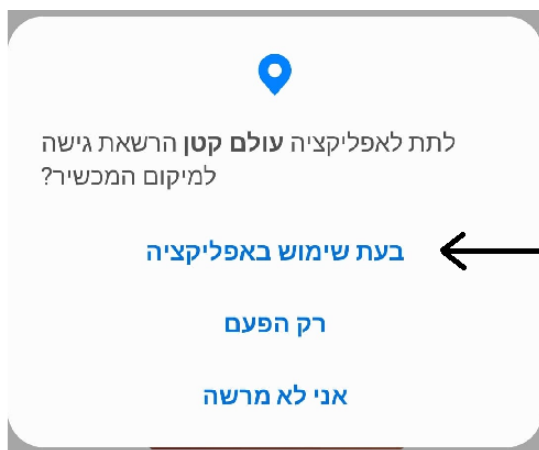 לתת לאפליקציה עולם קטן הרשאת גישה
למיקום המכשיר?
בעת שימוש באפליקציה
רק הפעם
אני לא מרשה